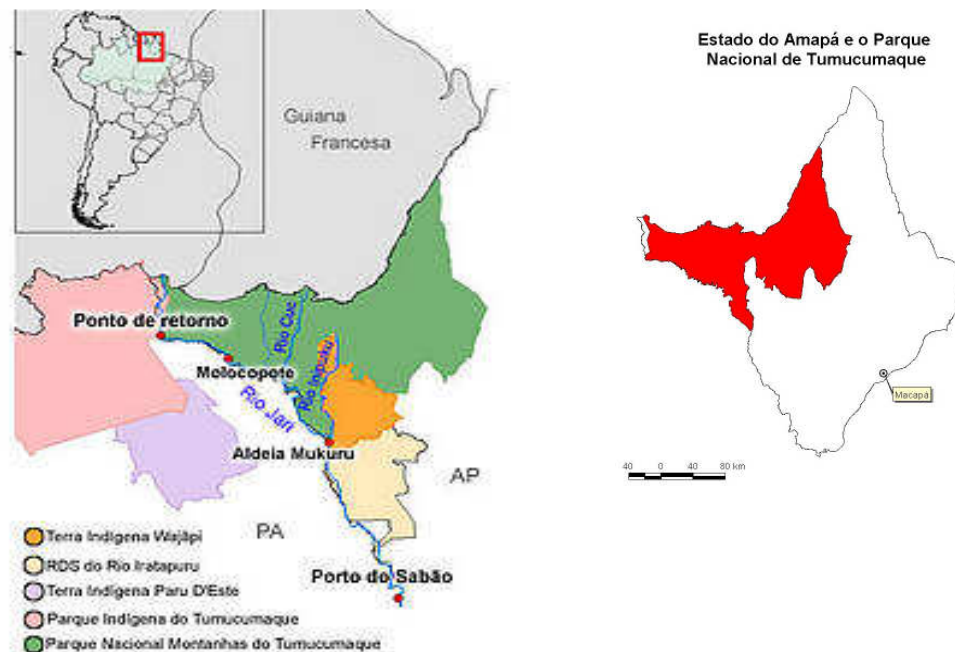 Guiana
Francesa
Ponto de retorno
Molocopote
Rio Cuc
Rio Jari
Aldeia Mukuru
AP
PA
Porto do Sabão
Terra Indígena Wajãpi
RDS do Rio Iratapuru
Terra Indígena Paru D'Este
Parque Indígena do Tumucumaque
Parque Nacional Montanhas do Tumucumaque
Estado do Amapá e o Parque
Nacional de Tumucumaque
Macapá
40 0 40 80 km